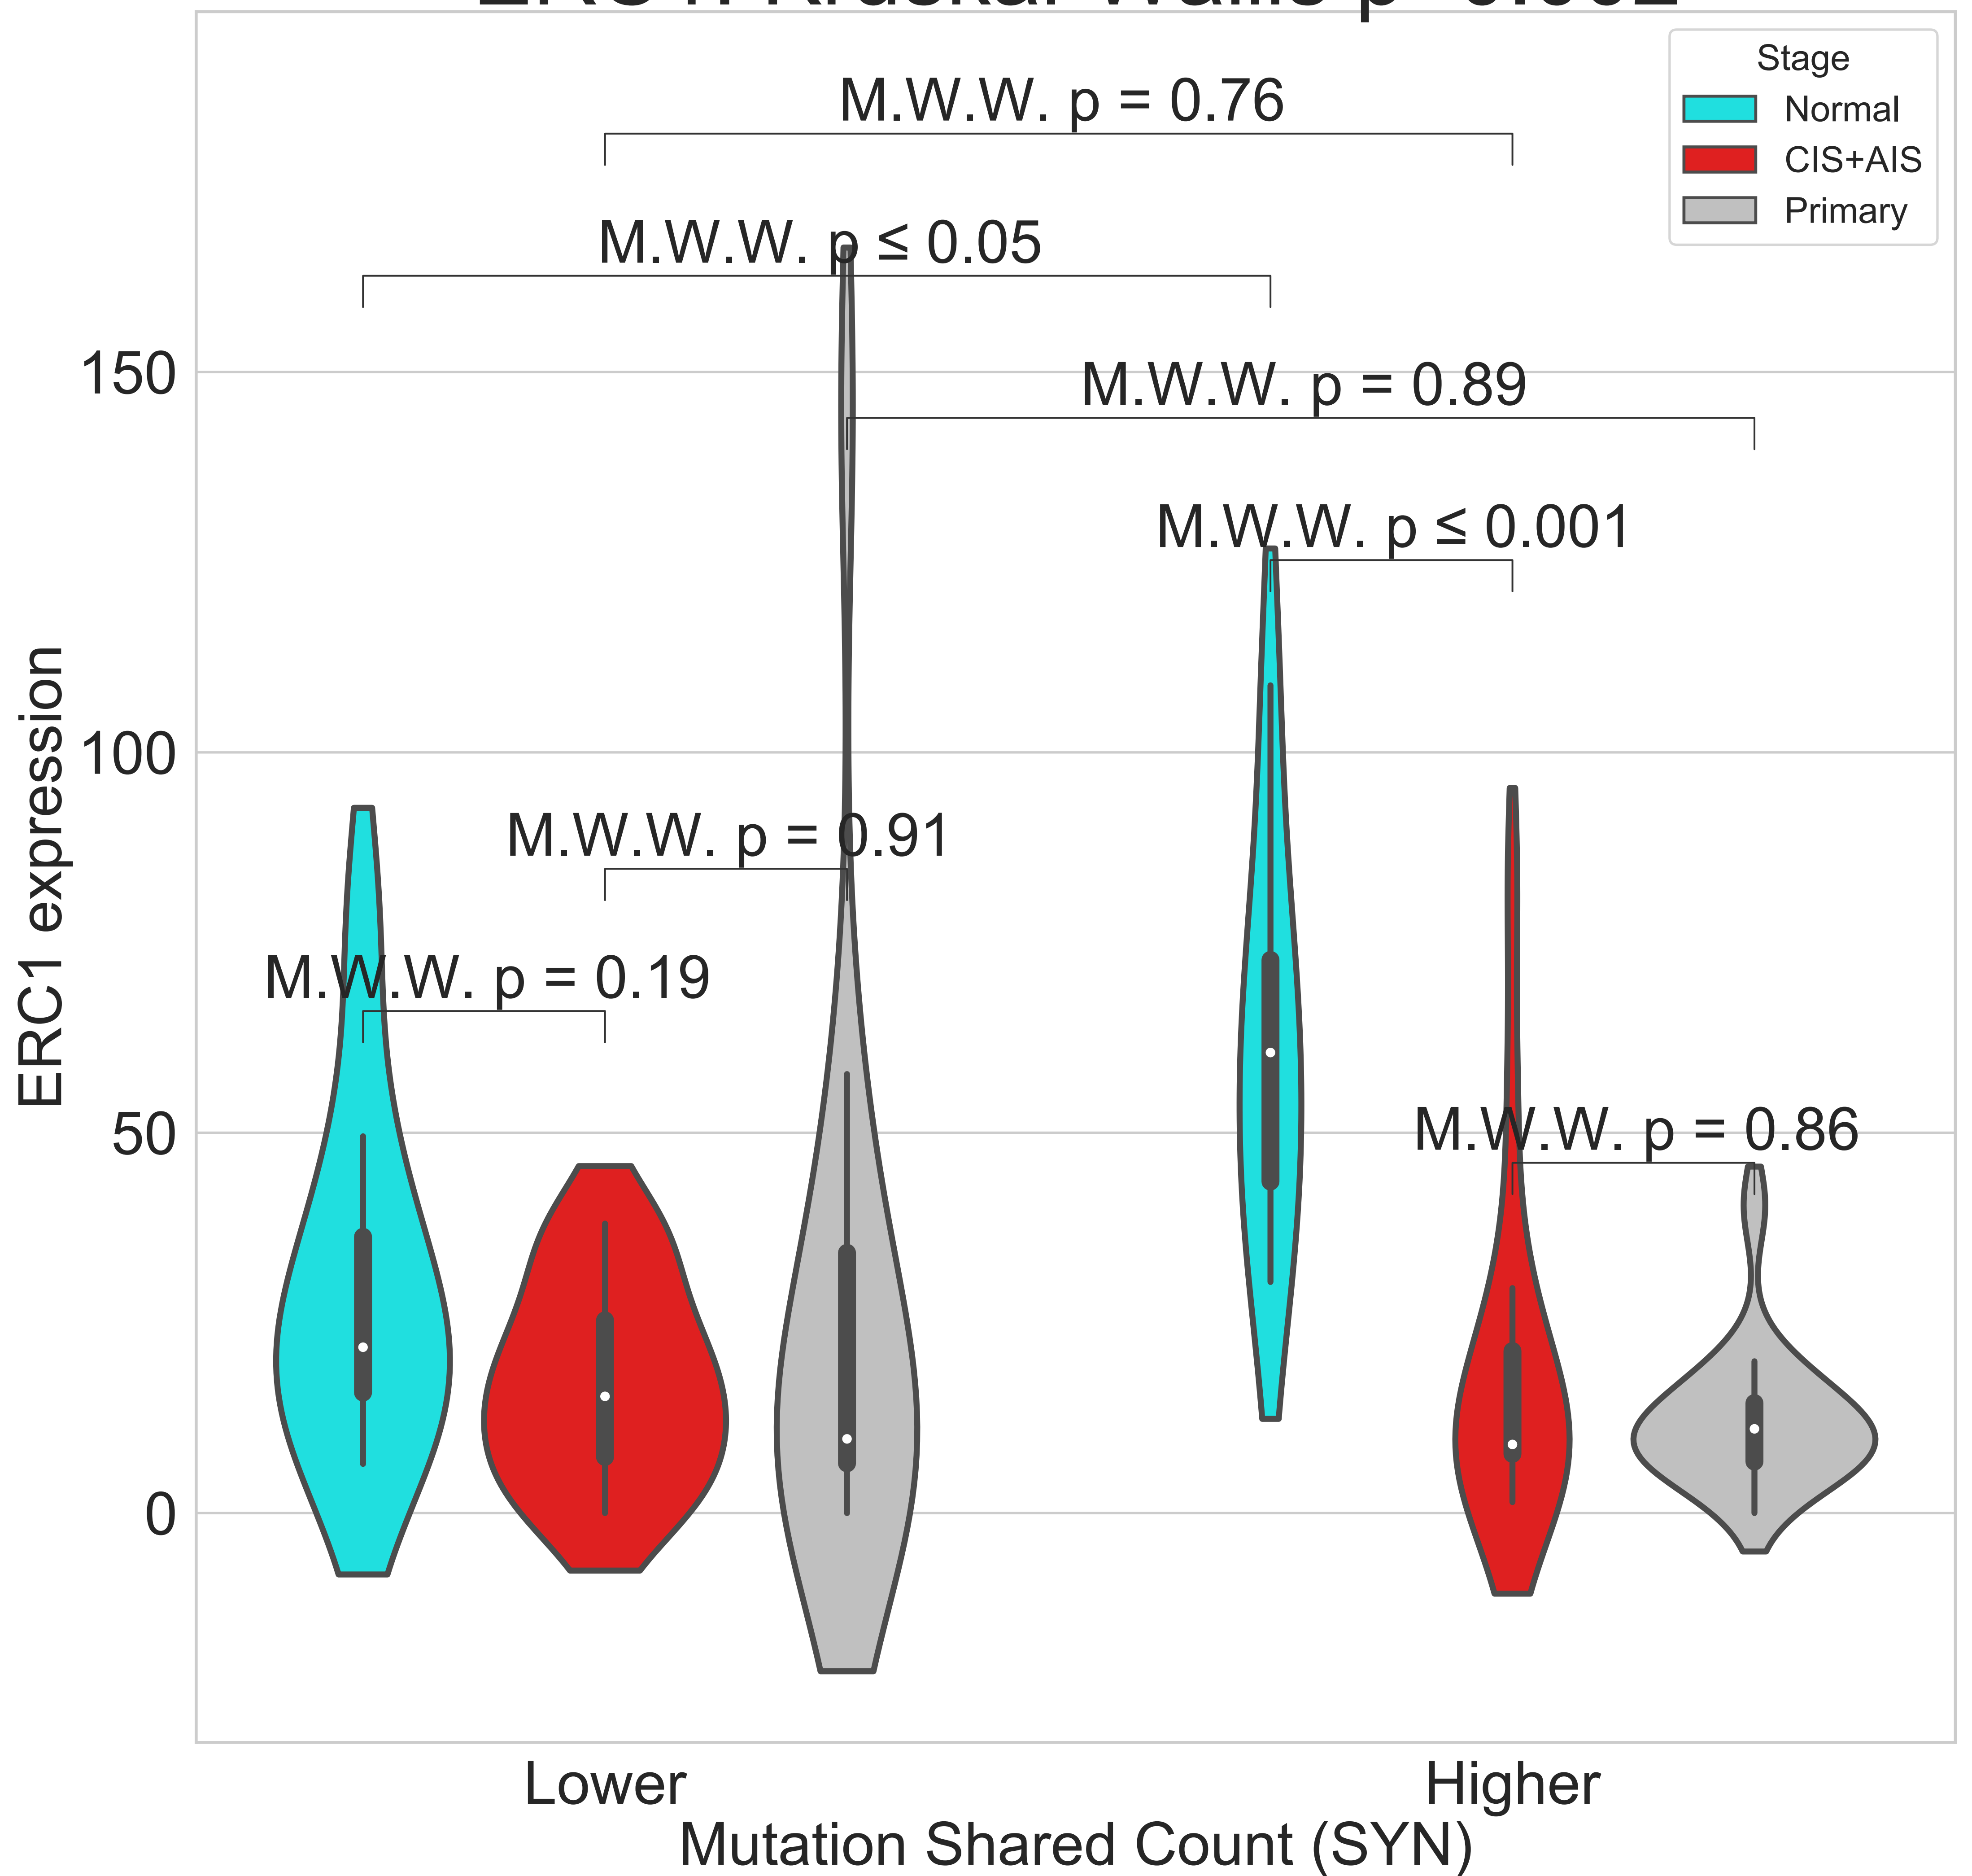 Stage
Normal
CIS+AIS
Primary
M.W.W. p = 0.76
M.W.W. p ≤ 0.05
M.W.W. p = 0.89
M.W.W. p ≤ 0.001
M.W.W. p = 0.91
M.W.W. p = 0.19
M.W.W. p = 0.86
150
100
50
0
ERC1 expression
Lower
Higher
Mutation Shared Count (SYN)